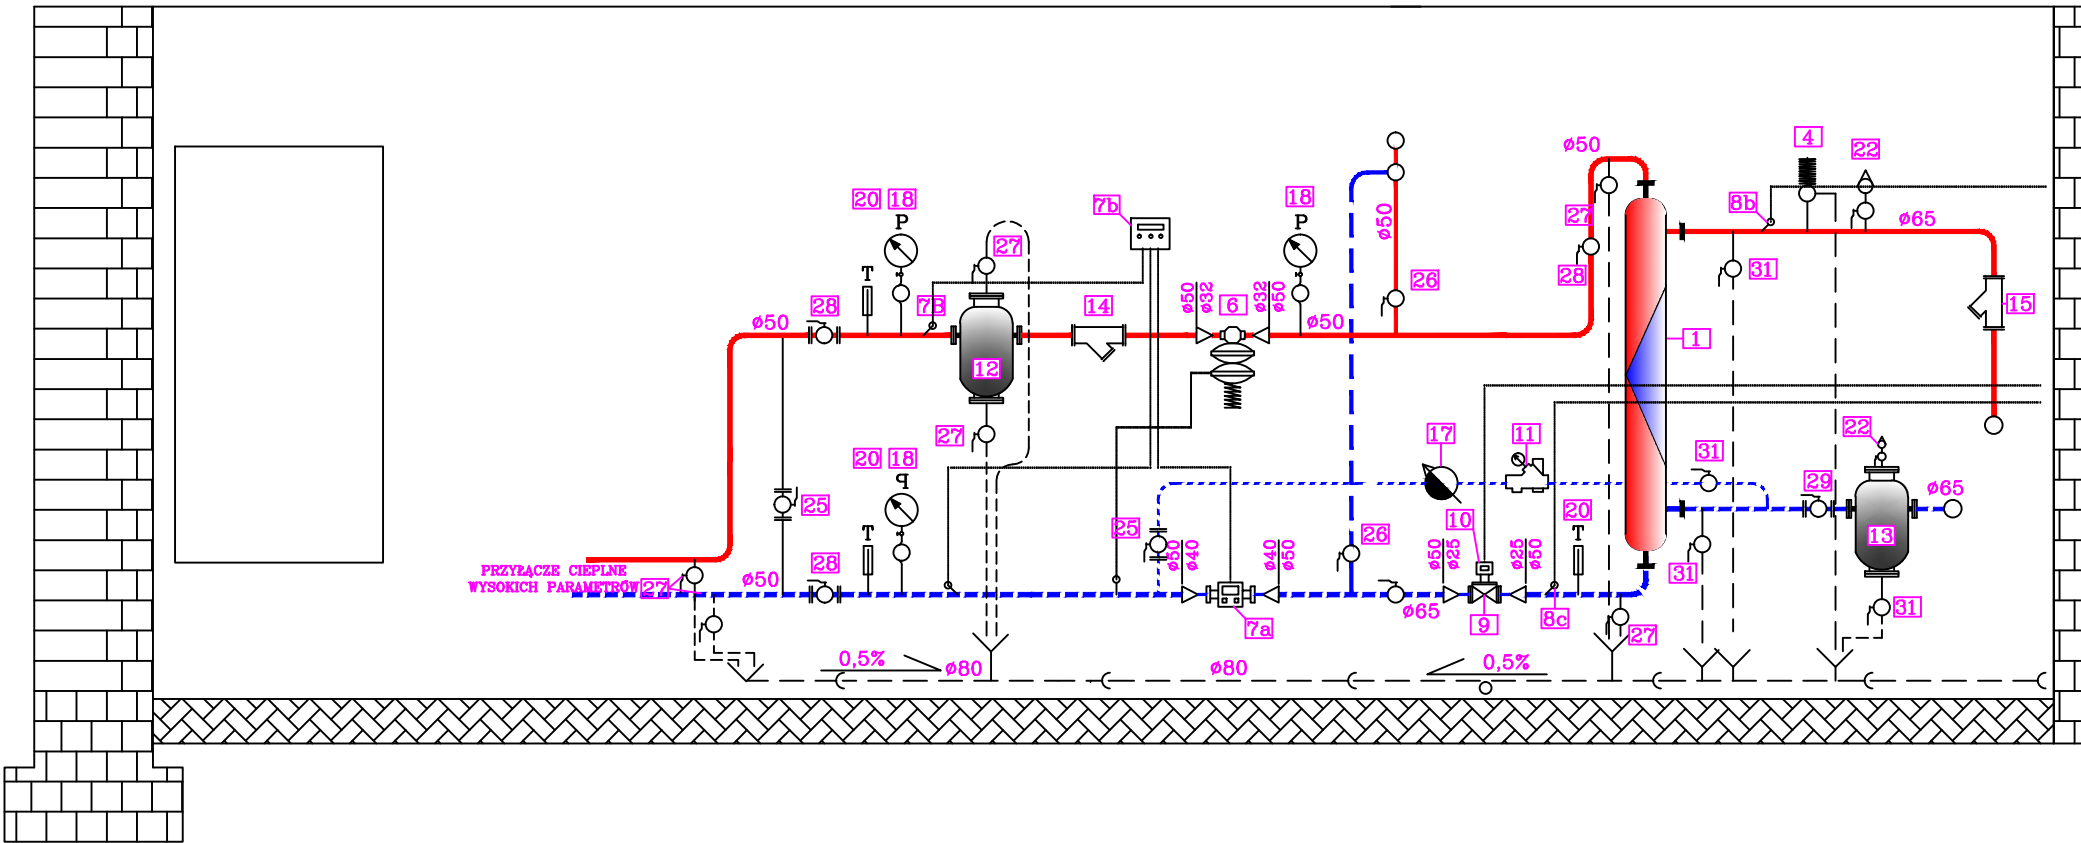 4
22
ø50
20 18
18
7b
8b
P
P
ø50
27
ø65
27
T
28
31
26
ø50
ø32
6
ø32
ø50
28
7B
14
15
ø50
ø50
1
12
22
27
17
11
20 18
31
29
ø65
P
25
20
10
25
T
T
ø50
ø40
ø40
ø50
26
ø50
ø25
ø25
ø50
13
28
PRZYŁĄCZE CIEPLNE
ø50
31
WYSOKICH PARAMETRÓW
27
ø65
31
7a
9
8c
27
0,5%
ø80
ø80
0,5%